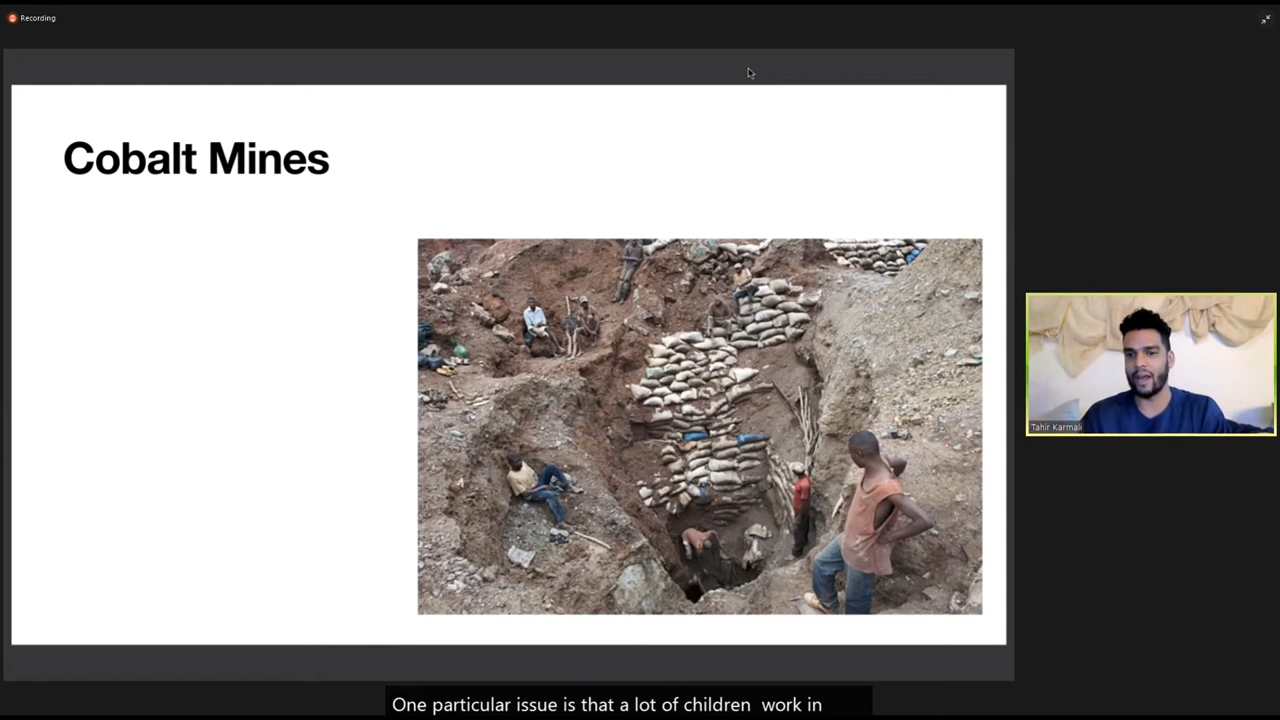 Recording
Cobalt Mines
Tahir Karmali
One particular issue is that a lot of children  work in